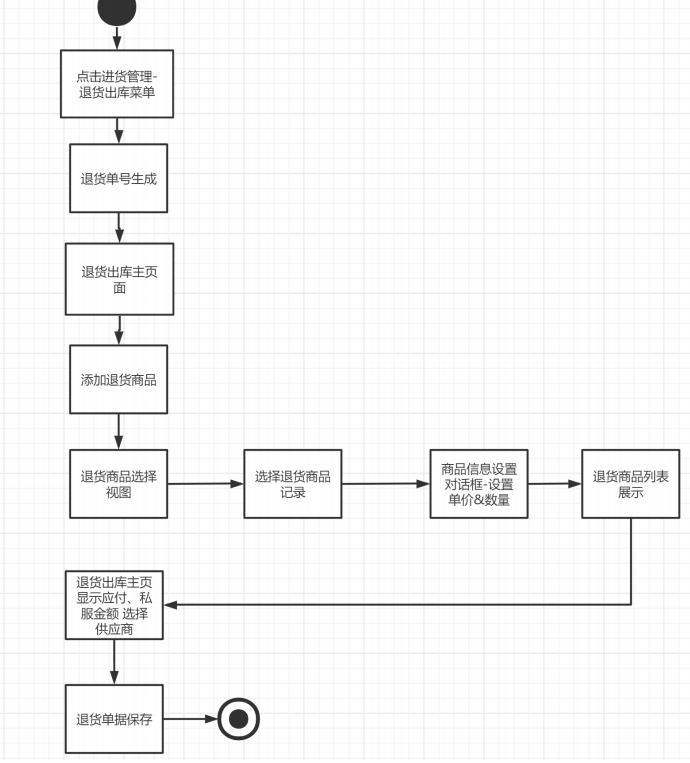 点击进货管理-
退货出库菜单
退货单号生成
退货出库主页
面
添加退货商品
退货商品选择
视图
选择退货商品
记录
商品信息设置
对话框-设置
单价&数量
退货商品列表
展示
退货出库主页
显示应付、私
服金额 选择
供应商
退货单据保存